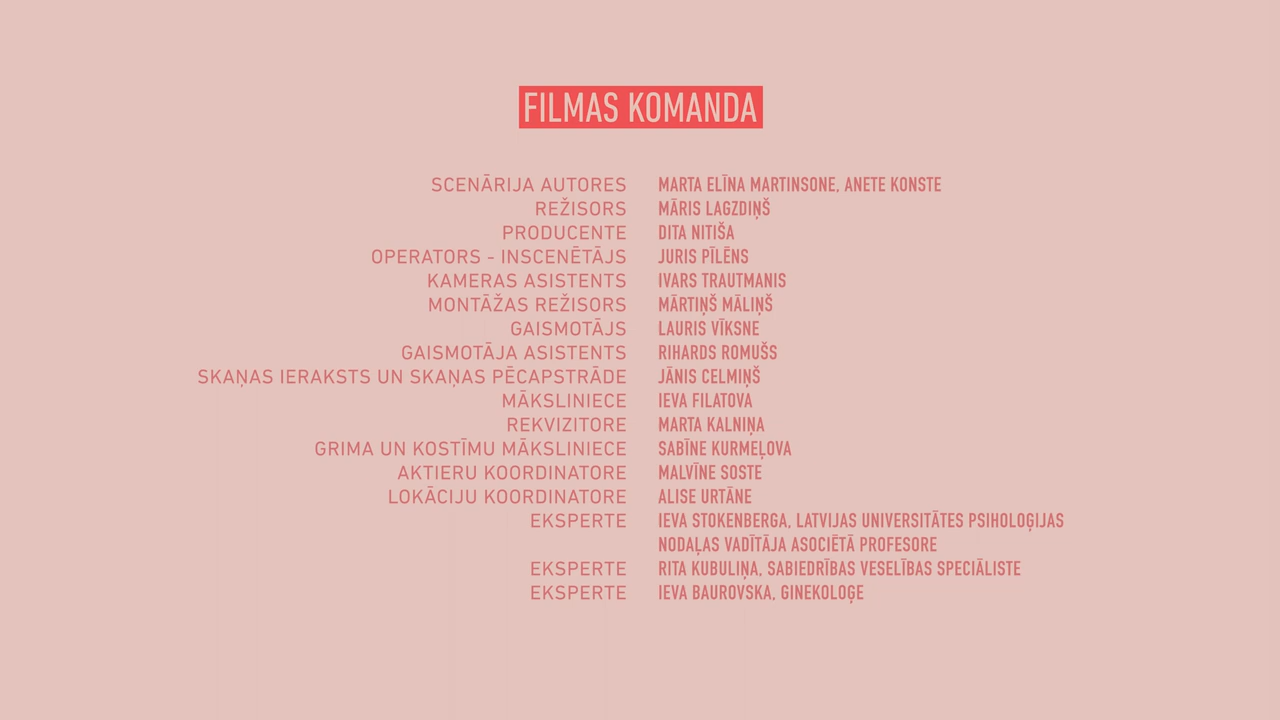 FILMAS KOMANDA
SCENĀRIJA AUTORES MARTA ELĪNA MARTINSONE, ANETE KONSTE
REŽISORS MĀRIS LAGZDIŅŠ
PRODUCENTE DITA NITIŠA
OPERATORS - INSCENĒTĀJS JURIS PĪLĒNS
KAMERAS ASISTENTS IVARS TRAUTMANIS
MONTĀŽAS REŽISORS MĀRTIŅŠ MĀLIŅŠ
GAISMOTĀJS LAURIS VĪKSNE
GAISMOTĀJA ASISTENTS RIHARDS ROMUŠS
SKAŅAS IERAKSTS UN SKAŅAS PĒCAPSTRĀDE JĀNIS CELMIŅŠ
MĀKSLINIECE IEVA FILATOVA
REKVIZITORE MARTA KALNIŅA
GRIMA UN KOSTĪMU MĀKSLINIECE SABĪNE KURMEĻOVA
AKTIERU KOORDINATORE MALVĪNE SOSTE
LOKĀCIJU KOORDINATORE ALISE URTĀNE
EKSPERTE IEVA STOKENBERGA, LATVIJAS UNIVERSITĀTES PSIHOLOĢIJAS
NODAĻAS VADĪTĀJA ASOCIĒTĀ PROFESORE
EKSPERTE RITA KUBULIŅA, SABIEDRĪBAS VESELĪBAS SPECIĀLISTE
EKSPERTE IEVA BAUROVSKA, GINEKOLOĢE